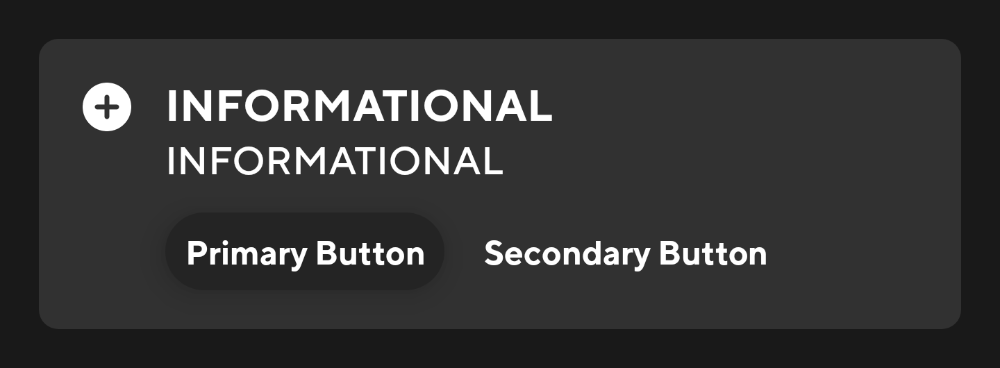 INFORMATIONAL
INFORMATIONAL
Primary Button Secondary Button